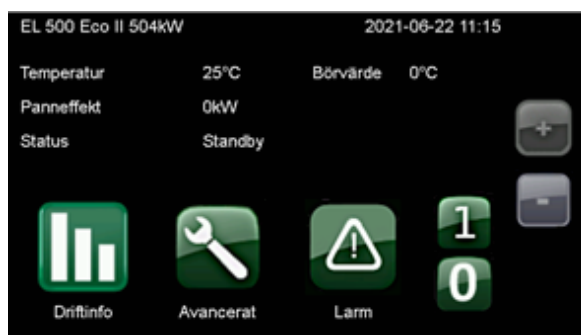 EL 500 Eco II 504kW 2021-06-22 11:15
Temperatur 25°C Börvärde 0°C
Panneffekt 0kW
Status Standby
+
-
1
0
Driftinfo Avancerat Larm